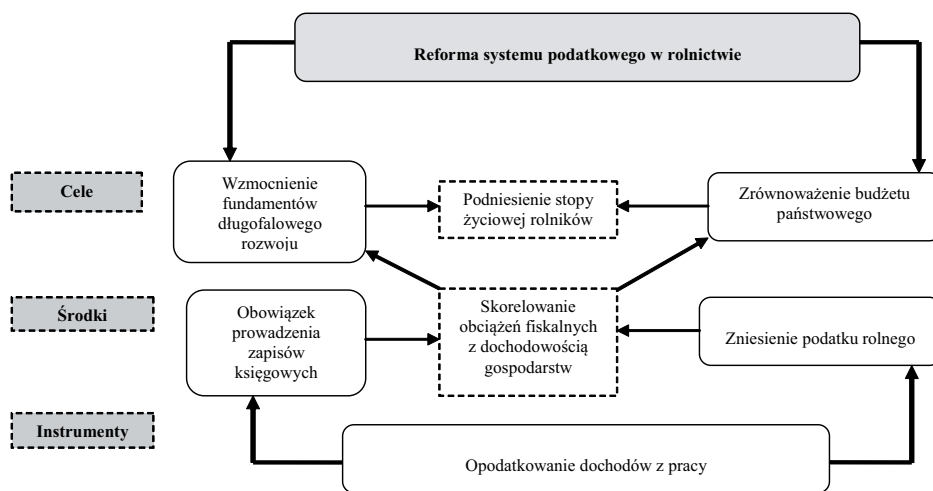 Reforma systemu podatkowego w rolnictwie
Cele
Wzmocnienie
fundamentów
długofalowego
rozwoju
Podniesienie stopy
życiowej rolników
Zrównoważenie budżetu
państwowego
Środki
Obowiązek
prowadzenia
zapisów
księgowych
Skorelowanie
obciążeń fiskalnych
z dochodowością
gospodarstw
Zniesienie podatku rolnego
Instrumenty
Opodatkowanie dochodów z pracy